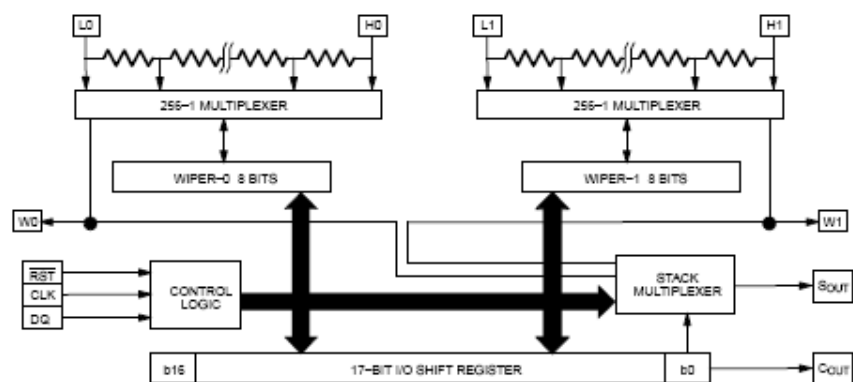 L0 H0 L1 H1
256-1 MULTIPLEXER 256-1 MULTIPLEXER
WIPER-0 8 BITS WIPER-1 8 BITS
W0 W1
RST
CLK
DQ
CONTROL
LOGIC
STACK
MULTIPLEXER
SOUT
b16 17-BIT I/O SHIFT REGISTER b0 COUT